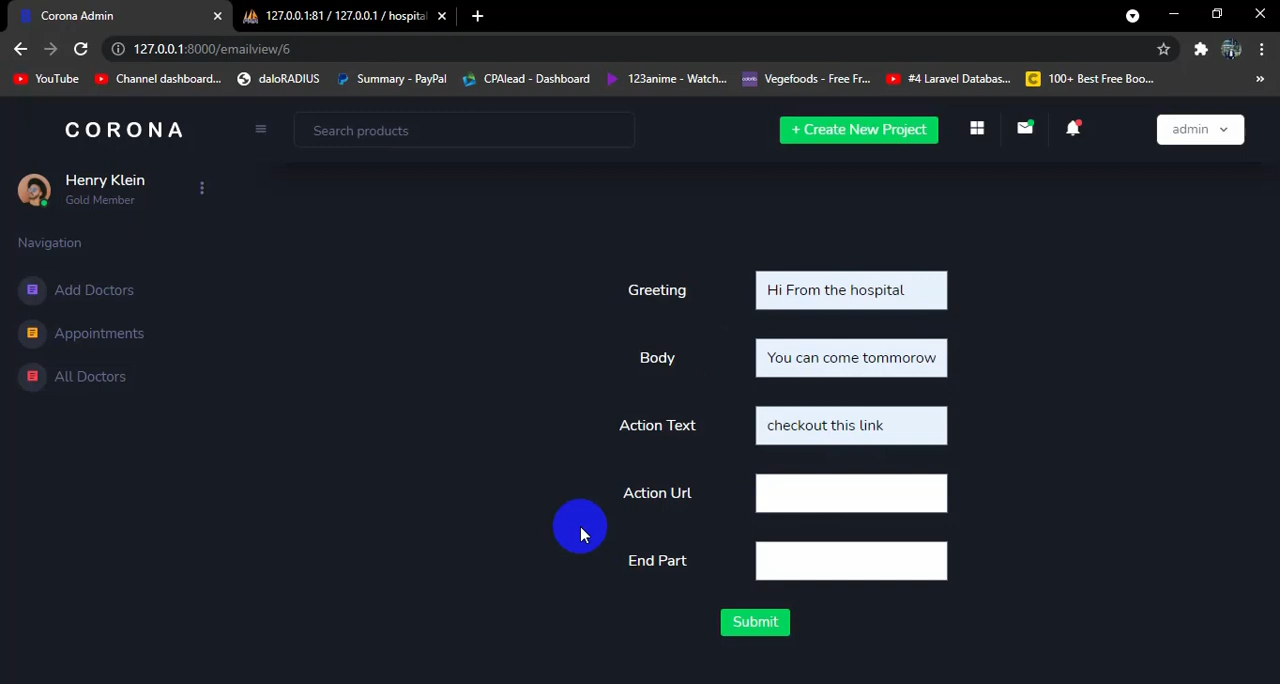 Corona Admin
127.0.0.1:81 / 127.0.0.1 / hospital
127.0.0.1:8000/emailview/6
YouTube
Channel dashboard...
daloRADIUS
Summary - PayPal
CPAlead - Dashboard
123anime - Watch...
Vegefoods - Free Fr...
#4 Laravel Databas...
100+ Best Free Boo...
»
CORONA
Search products
+ Create New Project
admin
Henry Klein
Gold Member
Navigation
Add Doctors
Appointments
All Doctors
Greeting
Hi From the hospital
Body
You can come tommorow
Action Text
checkout this link
Action Url
End Part
Submit